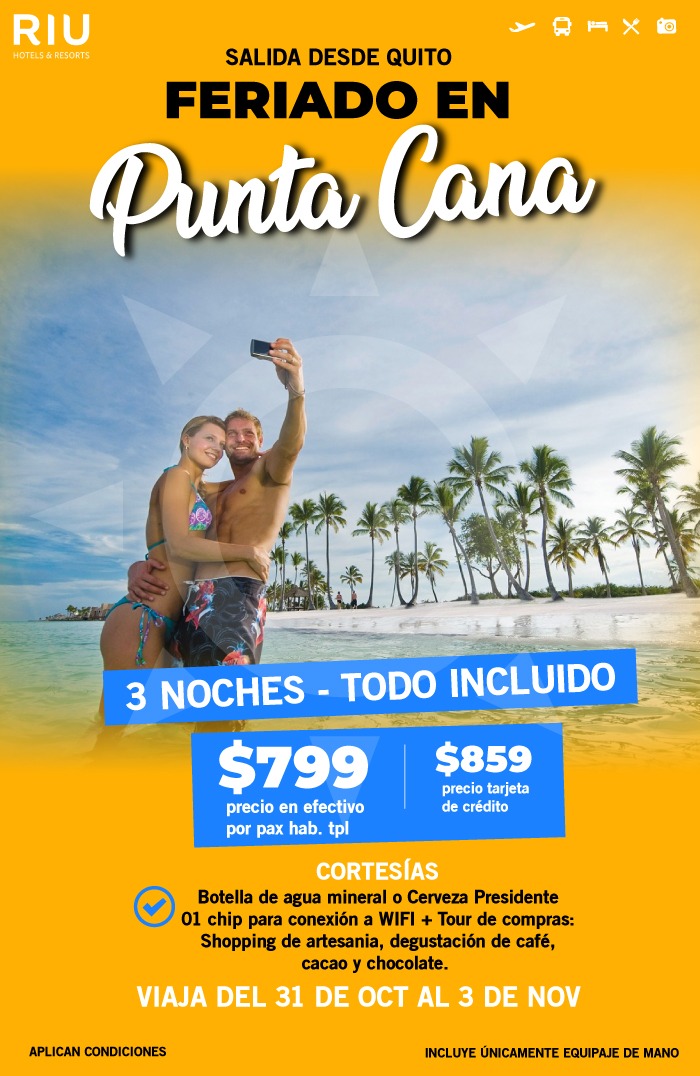 RIU
HOTELS & RESORTS
SALIDA DESDE QUITO
FERIADO EN
Punta Cana
3 NOCHES - TODO INCLUIDO
$799
precio en efectivo
por pax hab. tpl
$859
precio tarjeta
de crédito
CORTESÍAS
Botella de agua mineral o Cerveza Presidente
01 chip para conexión a WIFI + Tour de compras:
Shopping de artesania, degustación de café,
cacao y chocolate.
VIAJA DEL 31 DE OCT AL 3 DE NOV
APLICAN CONDICIONES
INCLUYE ÚNICAMENTE EQUIPAJE DE MANO